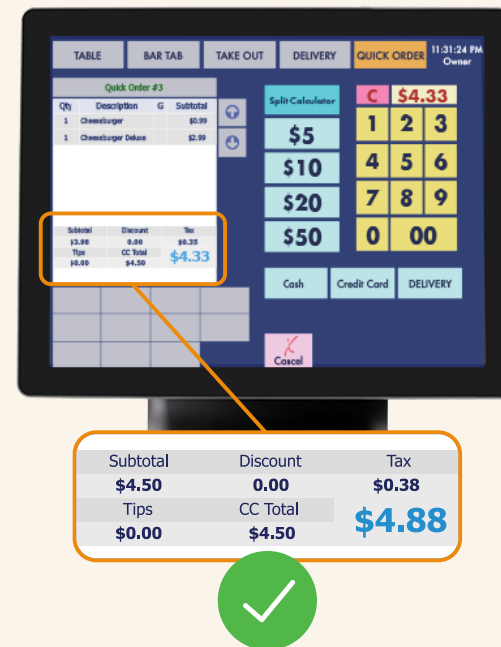 TABLE BAR TAB TAKE OUT DELIVERY QUICK ORDER 11:31:24 PM
Owner
Quick Order #3
Qty Description G Subtotal
1 Cheeseburger $0.99
1 Cheeseburger Deluxe $2.99
Subtotal Discount Tax
$3.98 0.00 $0.35
Tips CC Total $4.33
$0.00 $4.50
Split Calculator
$5
$10
$20
$50
C $4.33
1 2 3
4 5 6
7 8 9
0 00
Cash Credit Card DELIVERY
Cancel
Subtotal Discount Tax
$4.50 0.00 $0.38
Tips CC Total $4.88
$0.00 $4.50